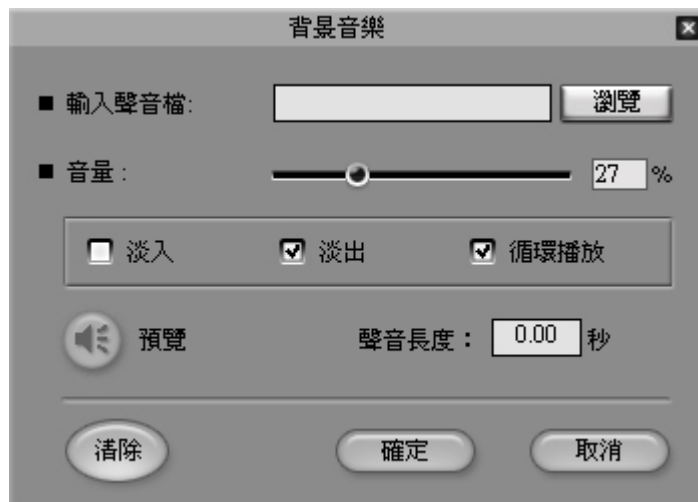 背景音樂
■ 輸入聲音檔: 瀏覽
■ 音量 : 27 %
淡入 淡出 循環播放
預覽 聲音長度： 0.00 秒
清除 確定 取消